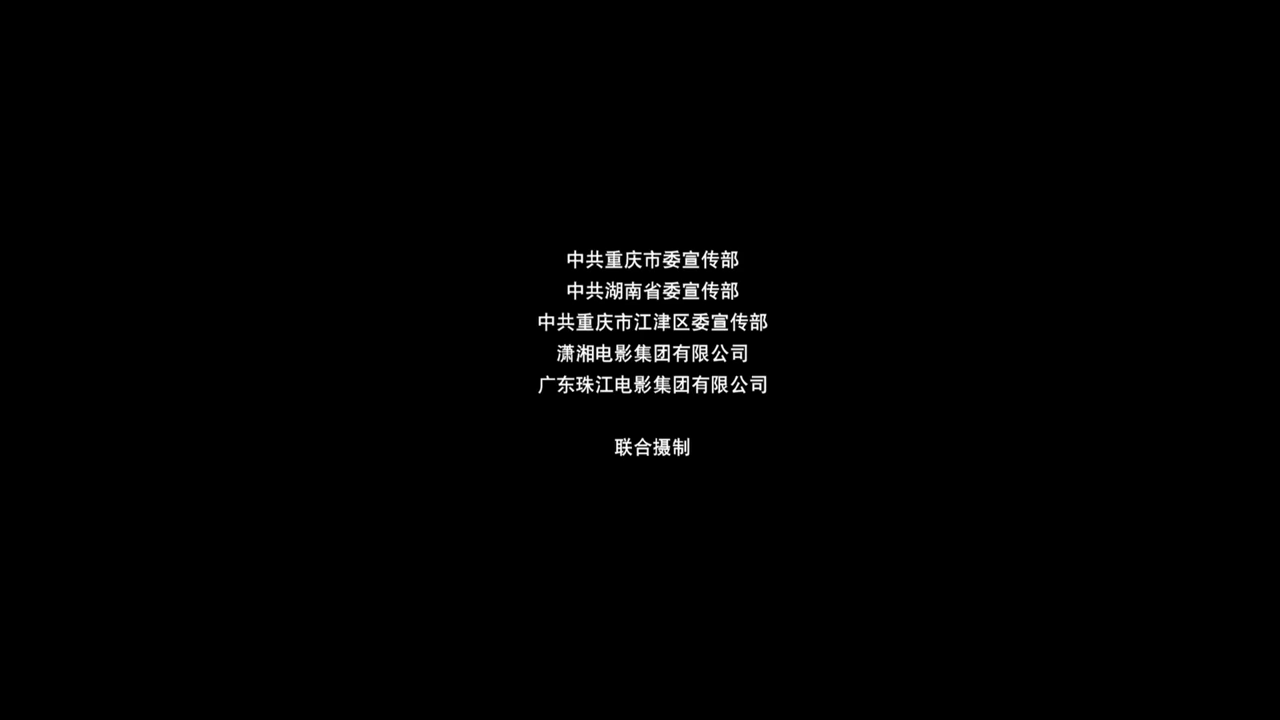 中共重庆市委宣传部
中共湖南省委宣传部
中共重庆市江津区委宣传部
潇湘电影集团有限公司
广东珠江电影集团有限公司
联合摄制